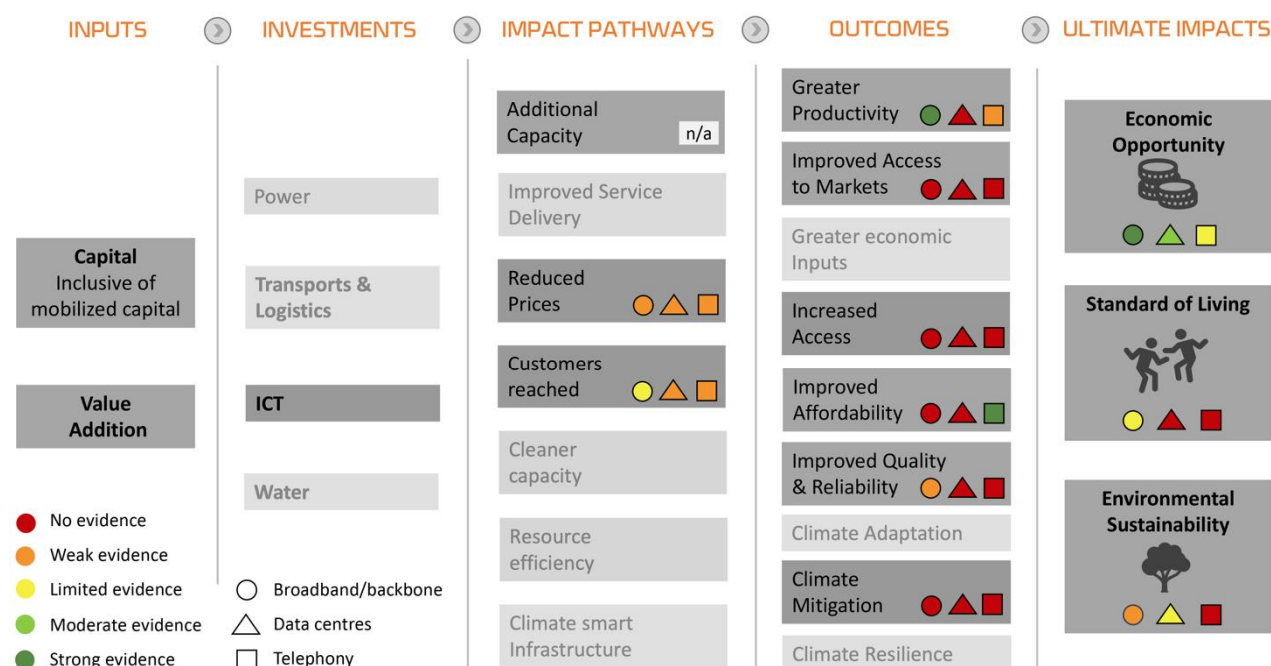 INPUTS
INVESTMENTS
IMPACT PATHWAYS
OUTCOMES
ULTIMATE IMPACTS
Capital
Inclusive of
mobilized capital
Value
Addition
Power
Transports &
Logistics
ICT
Water
Additional
Capacity
n/a
Improved Service
Delivery
Reduced
Prices
Customers
reached
Cleaner
capacity
Resource
efficiency
Climate smart
Infrastructure
Greater
Productivity
Improved Access
to Markets
Greater economic
Inputs
Increased
Access
Improved
Affordability
Improved Quality
& Reliability
Climate Adaptation
Climate
Mitigation
Climate Resilience
Economic
Opportunity
Standard of Living
Environmental
Sustainability
No evidence
Weak evidence
Limited evidence
Moderate evidence
Strong evidence
Broadband/backbone
Data centres
Telephony